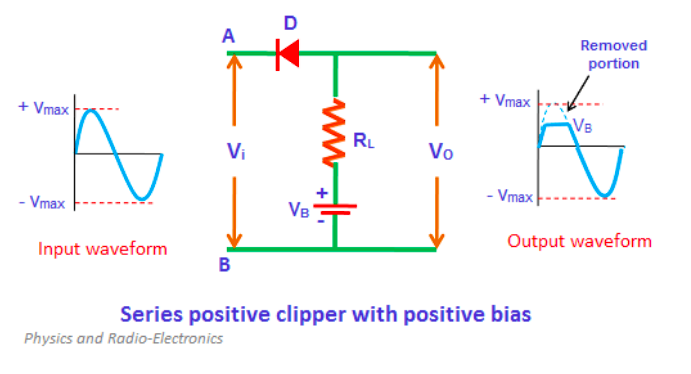 D
A
Removed
portion
+ Vmax
+ Vmax
VB
RL
Vi
VO
+
VB
-
- Vmax
- Vmax
Input waveform
Output waveform
B
Series positive clipper with positive bias
Physics and Radio-Electronics